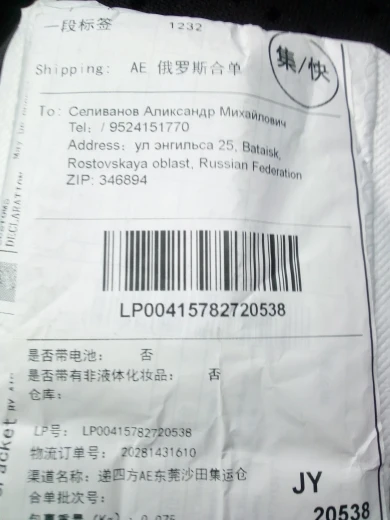 一段标签 1232
集/快
Shipping: AE 俄罗斯合单
To: Селиванов Аликсандр Михайлович
Tel: / 9524151770
Address: ул энгильса 25, Bataisk,
Rostovskaya oblast, Russian Federation
ZIP: 346894
DECLARATION
LP00415782720538
是否带电池: 否
是否带有非液体化妆品: 否
仓库:
LP号: LP00415782720538
物流订单号: 20281431610
渠道名称: 递四方AE东莞沙田集运仓
合单批次号:
JY
20538